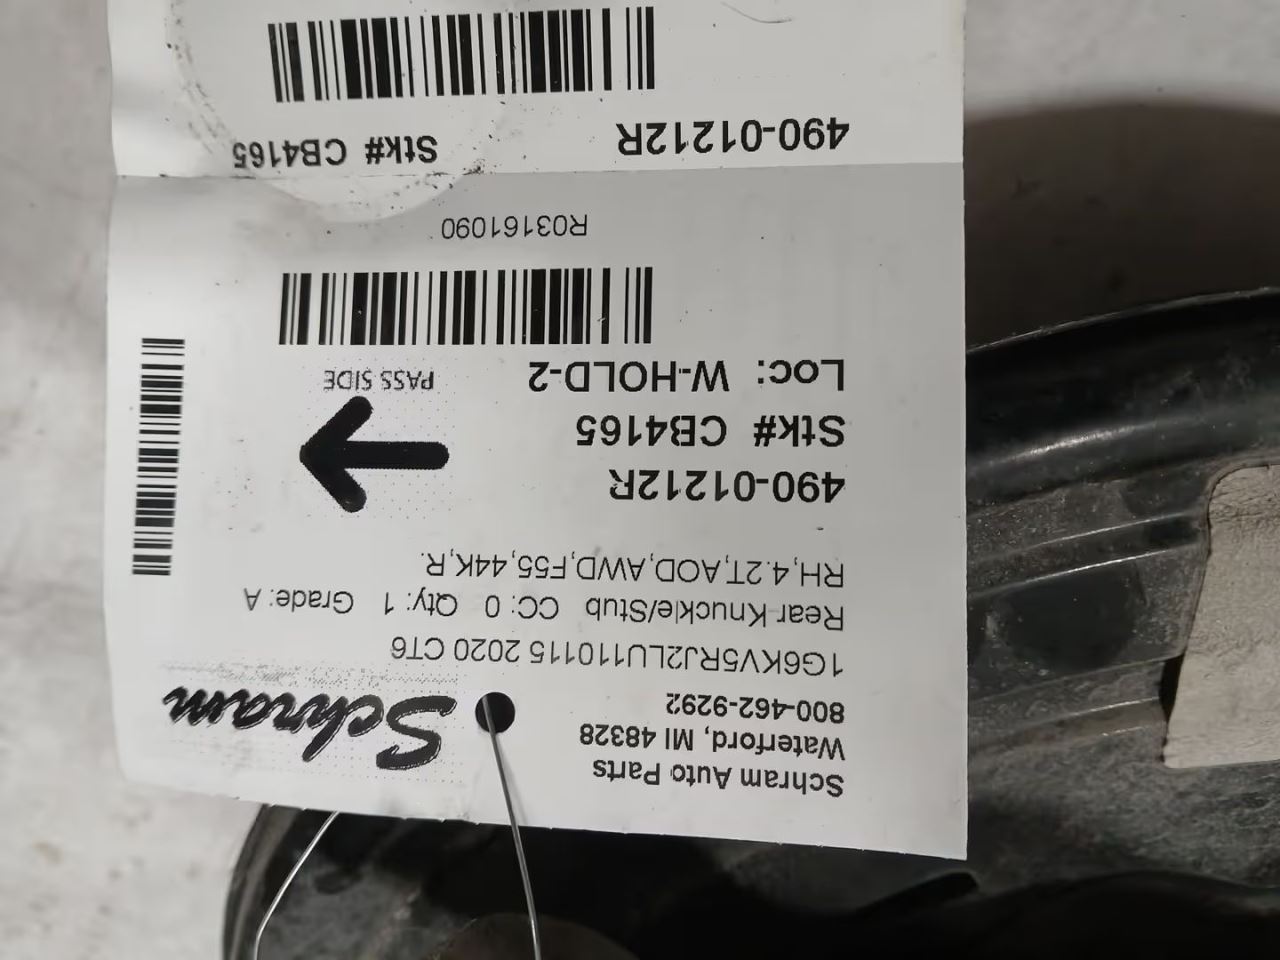 Schram Auto Parts
Waterford, MI 48328
800-462-9292
Schram
1G6KV5RJ2LU110115 2020 CT6
Rear Knuckle/Stub CC: 0 Qty: 1 Grade: A
RH,4.2T,AOD,AWD,F55,44K,R.
490-01212R
Stk# CB4165
Loc: W-HOLD-2
PASS SIDE
R03161090
490-01212R Stk# CB4165